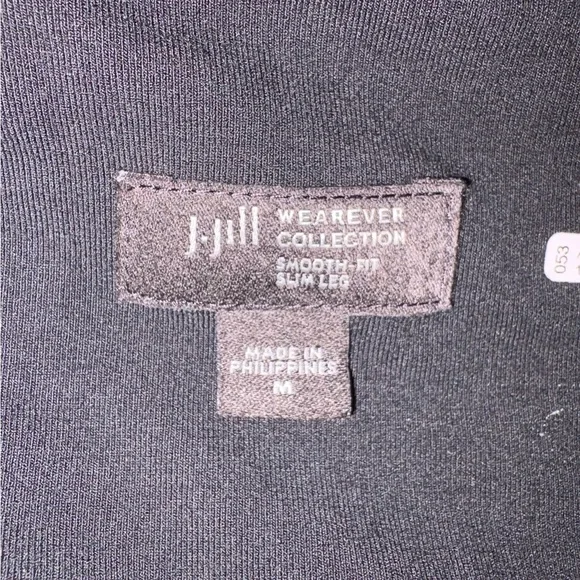 J.Jill WEAREVER
COLLECTION
SMOOTH-FIT
SLIM LEG
MADE IN
PHILIPPINES
M
053